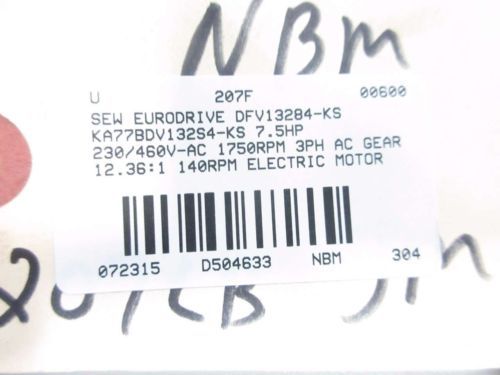 NBM
U 207F 00600
SEW EURODRIVE DFV13284-KS
KA77BDV132S4-KS 7.5HP
230/460V-AC 1750RPM 3PH AC GEAR
12.36:1 140RPM ELECTRIC MOTOR
072315 D504633 NBM 304